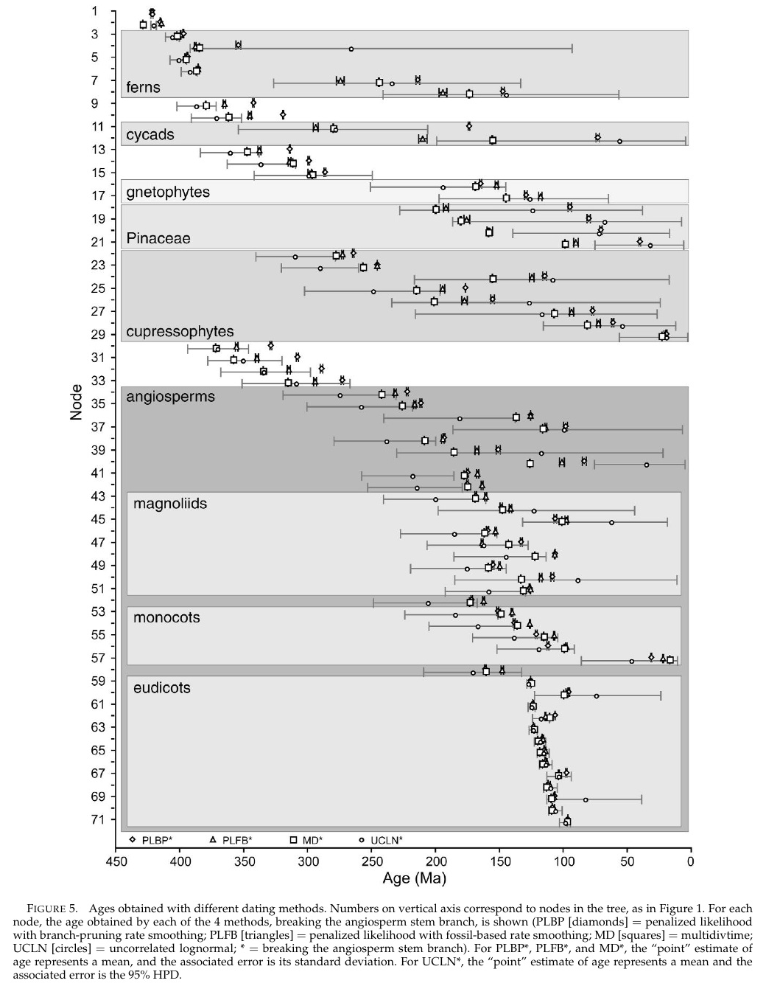 1
3
5
7
ferns
9
11
cycads
13
15
gnetophytes
17
19
Pinaceae
21
23
25
27
cupressophytes
29
31
33
Node
angiosperms
35
37
39
41
43
magnoliids
45
47
49
51
53
monocots
55
57
59
eudicots
61
63
65
67
69
71
PLBP* PLFB* MD* UCLN*
450 400 350 300 250 200 150 100 50 0
Age (Ma)
FIGURE 5. Ages obtained with different dating methods. Numbers on vertical axis correspond to nodes in the tree, as in Figure 1. For each
node, the age obtained by each of the 4 methods, breaking the angiosperm stem branch, is shown (PLBP [diamonds] = penalized likelihood
with branch-pruning rate smoothing; PLFB [triangles] = penalized likelihood with fossil-based rate smoothing; MD [squares] = multidivtime;
UCLN [circles] = uncorrelated lognormal; * = breaking the angiosperm stem branch). For PLBP*, PLFB*, and MD*, the “point” estimate of
age represents a mean, and the associated error is its standard deviation. For UCLN*, the “point” estimate of age represents a mean and the
associated error is the 95% HPD.